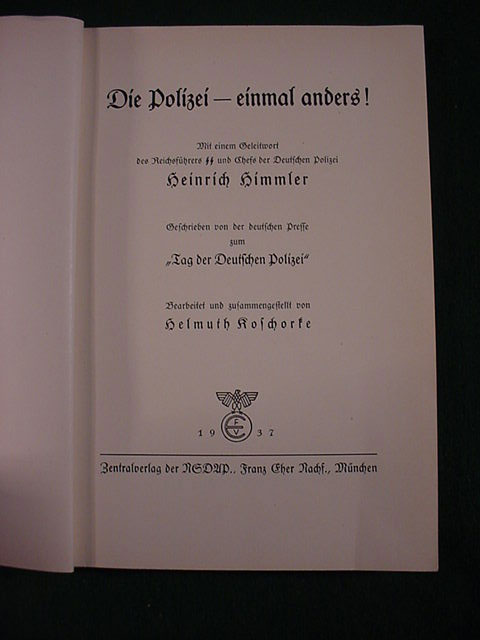 Die Polizei — einmal anders!
Mit einem Geleitwort
des Reichsführers SS und Chefs der Deutschen Polizei
Heinrich Himmler
Geschrieben von der deutschen Presse
zum
„Tag der Deutschen Polizei“
Bearbeitet und zusammengestellt von
Helmuth Koschorke
1937
Zentralverlag der NSDAP., Franz Eher Nachf., München